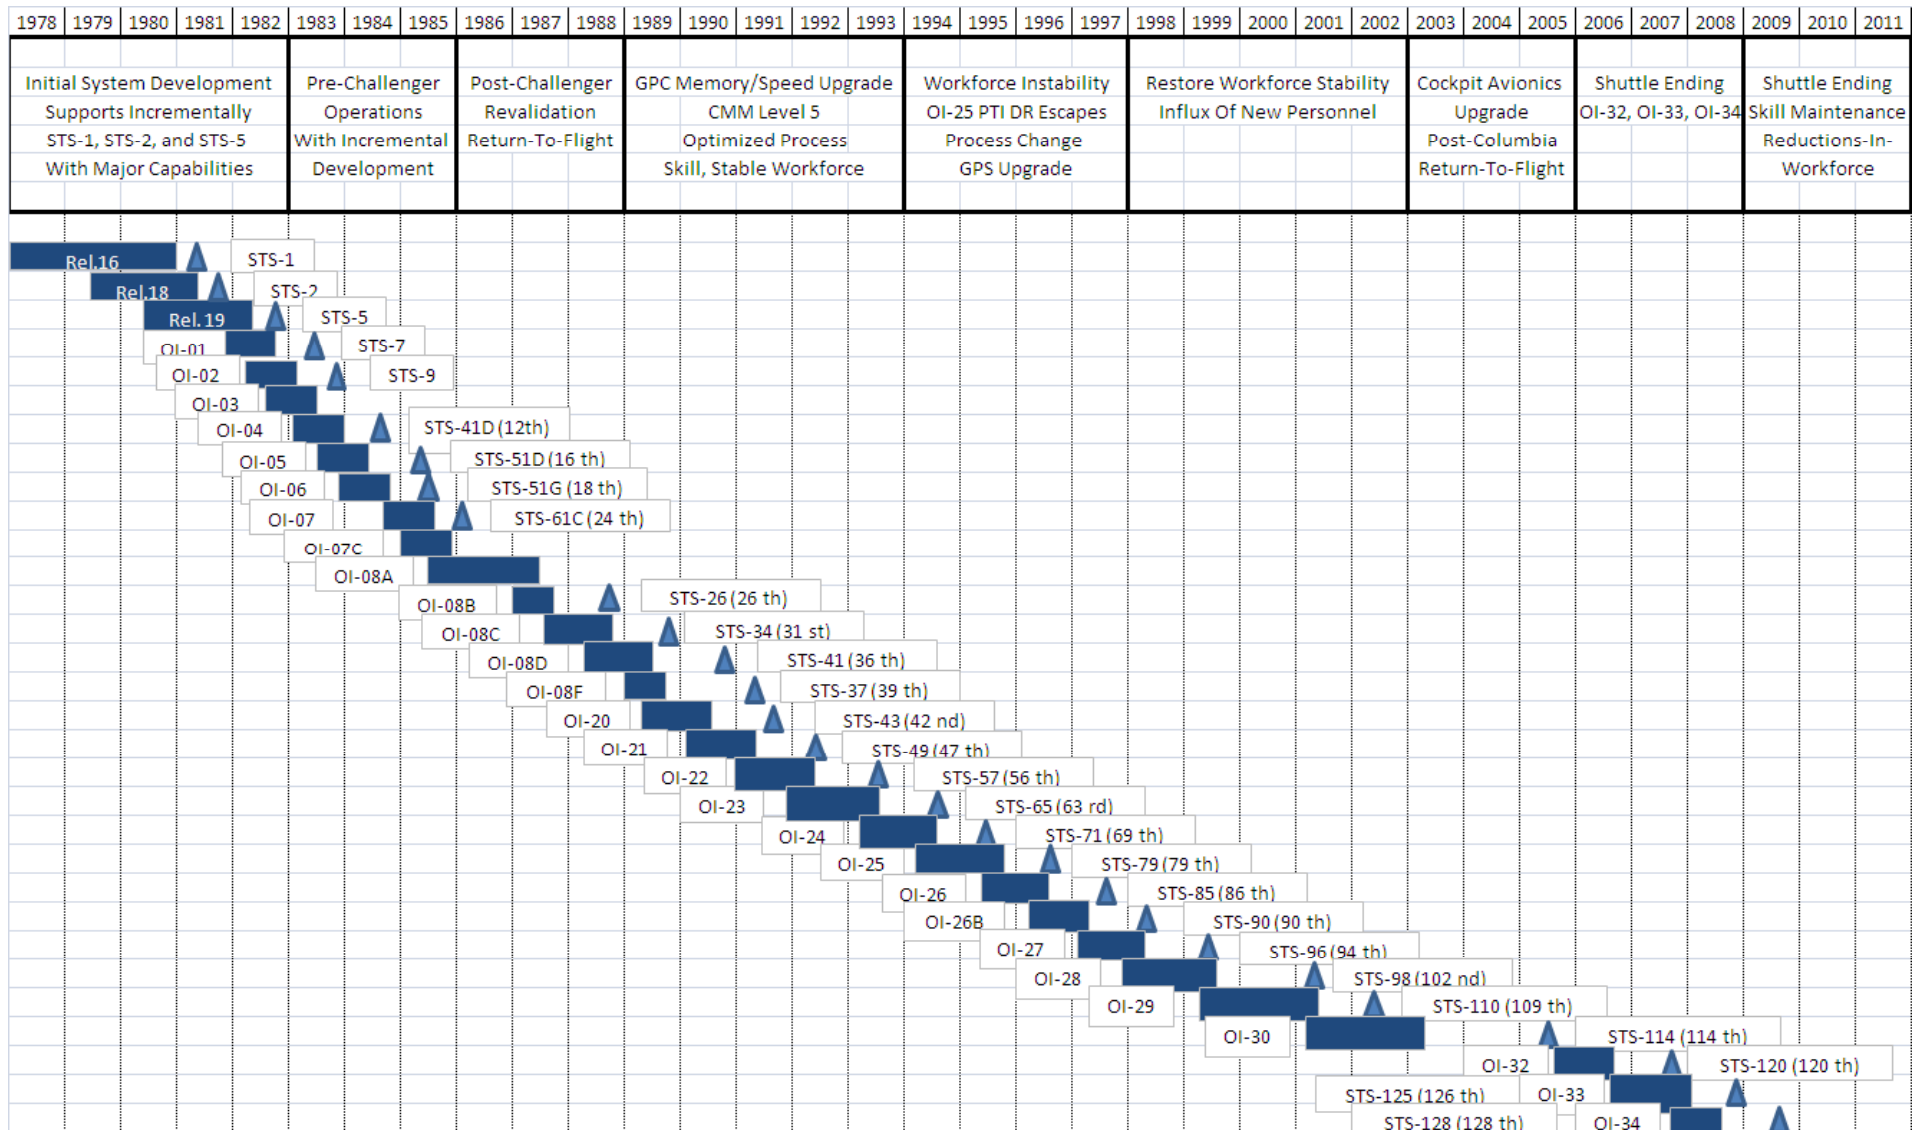 1978 1979 1980 1981 1982 1983 1984 1985 1986 1987 1988 1989 1990 1991 1992 1993 1994 1995 1996 1997 1998 1999 2000 2001 2002 2003 2004 2005 2006 2007 2008 2009 2010 2011
Initial System Development
Supports Incrementally
STS-1, STS-2, and STS-5
With Major Capabilities
Pre-Challenger
Operations
With Incremental
Development
Post-Challenger
Revalidation
Return-To-Flight
GPC Memory/Speed Upgrade
CMM Level 5
Optimized Process
Skill, Stable Workforce
Workforce Instability
OI-25 PTI DR Escapes
Process Change
GPS Upgrade
Restore Workforce Stability
Influx Of New Personnel
Cockpit Avionics
Upgrade
Post-Columbia
Return-To-Flight
Shuttle Ending
OI-32, OI-33, OI-34
Shuttle Ending
Skill Maintenance
Reductions-In-
Workforce
Rel.16 STS-1
Rel.18 STS-2
Rel.19 STS-5
OI-01 STS-7
OI-02 STS-9
OI-03
OI-04 STS-41D (12th)
OI-05 STS-51D (16 th)
OI-06 STS-51G (18 th)
OI-07 STS-61C (24 th)
OI-07C
OI-08A
OI-08B STS-26 (26 th)
OI-08C STS-34 (31 st)
OI-08D STS-41 (36 th)
OI-08F STS-37 (39 th)
OI-20 STS-43 (42 nd)
OI-21 STS-49 (47 th)
OI-22 STS-57 (56 th)
OI-23 STS-65 (63 rd)
OI-24 STS-71 (69 th)
OI-25 STS-79 (79 th)
OI-26 STS-85 (86 th)
OI-26B STS-90 (90 th)
OI-27 STS-96 (94 th)
OI-28 STS-98 (102 nd)
OI-29 STS-110 (109 th)
OI-30 STS-114 (114 th)
OI-32 STS-120 (120 th)
STS-125 (126 th) OI-33
STS-128 (128 th) OI-34